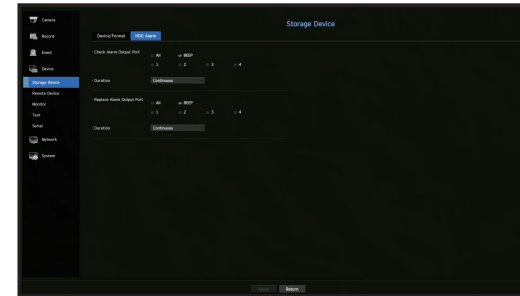 Storage Device
Camera
Record
Event
Device
Storage Device
Remote Device
Monitor
Text
Serial
Network
System
Device/Format HDD Alarm
· Check Alarm Output Port
All BEEP
1 2 3 4
· Duration Continuous
· Replace Alarm Output Port
All BEEP
1 2 3 4
· Duration Continuous
Return